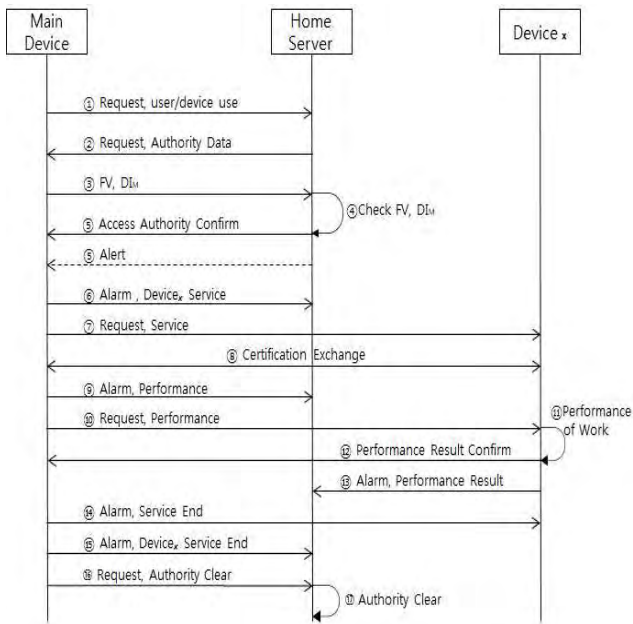 Main
Device
Home
Server
Device x
① Request, user/device use
② Request, Authority Data
③ FV, DIM
④Check FV, DIM
⑤ Access Authority Confirm
⑤ Alert
⑥ Alarm , Devicex Service
⑦ Request, Service
⑧ Certification Exchange
⑨ Alarm, Performance
⑩ Request, Performance
⑪Performance
of Work
⑫ Performance Result Confirm
⑬ Alarm, Performance Result
⑭ Alarm, Service End
⑮ Alarm, Devicex Service End
⑯ Request, Authority Clear
⑰ Authority Clear